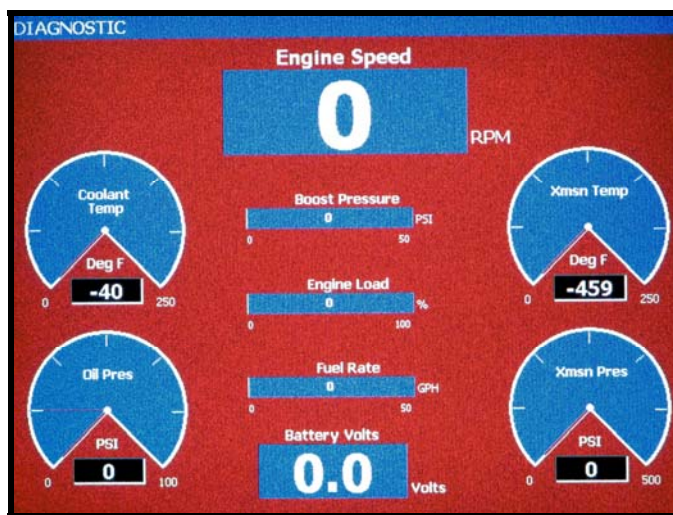 DIAGNOSTIC
Engine Speed
0
RPM
Coolant
Temp
Deg F
-40
0
250
Boost Pressure
0
PSI
0
50
Xmsn Temp
Deg F
-459
0
250
Engine Load
0
%
0
100
Oil Pres
PSI
0
0
100
Fuel Rate
0
GPH
0
50
Xmsn Pres
PSI
0
0
500
Battery Volts
0.0
Volts